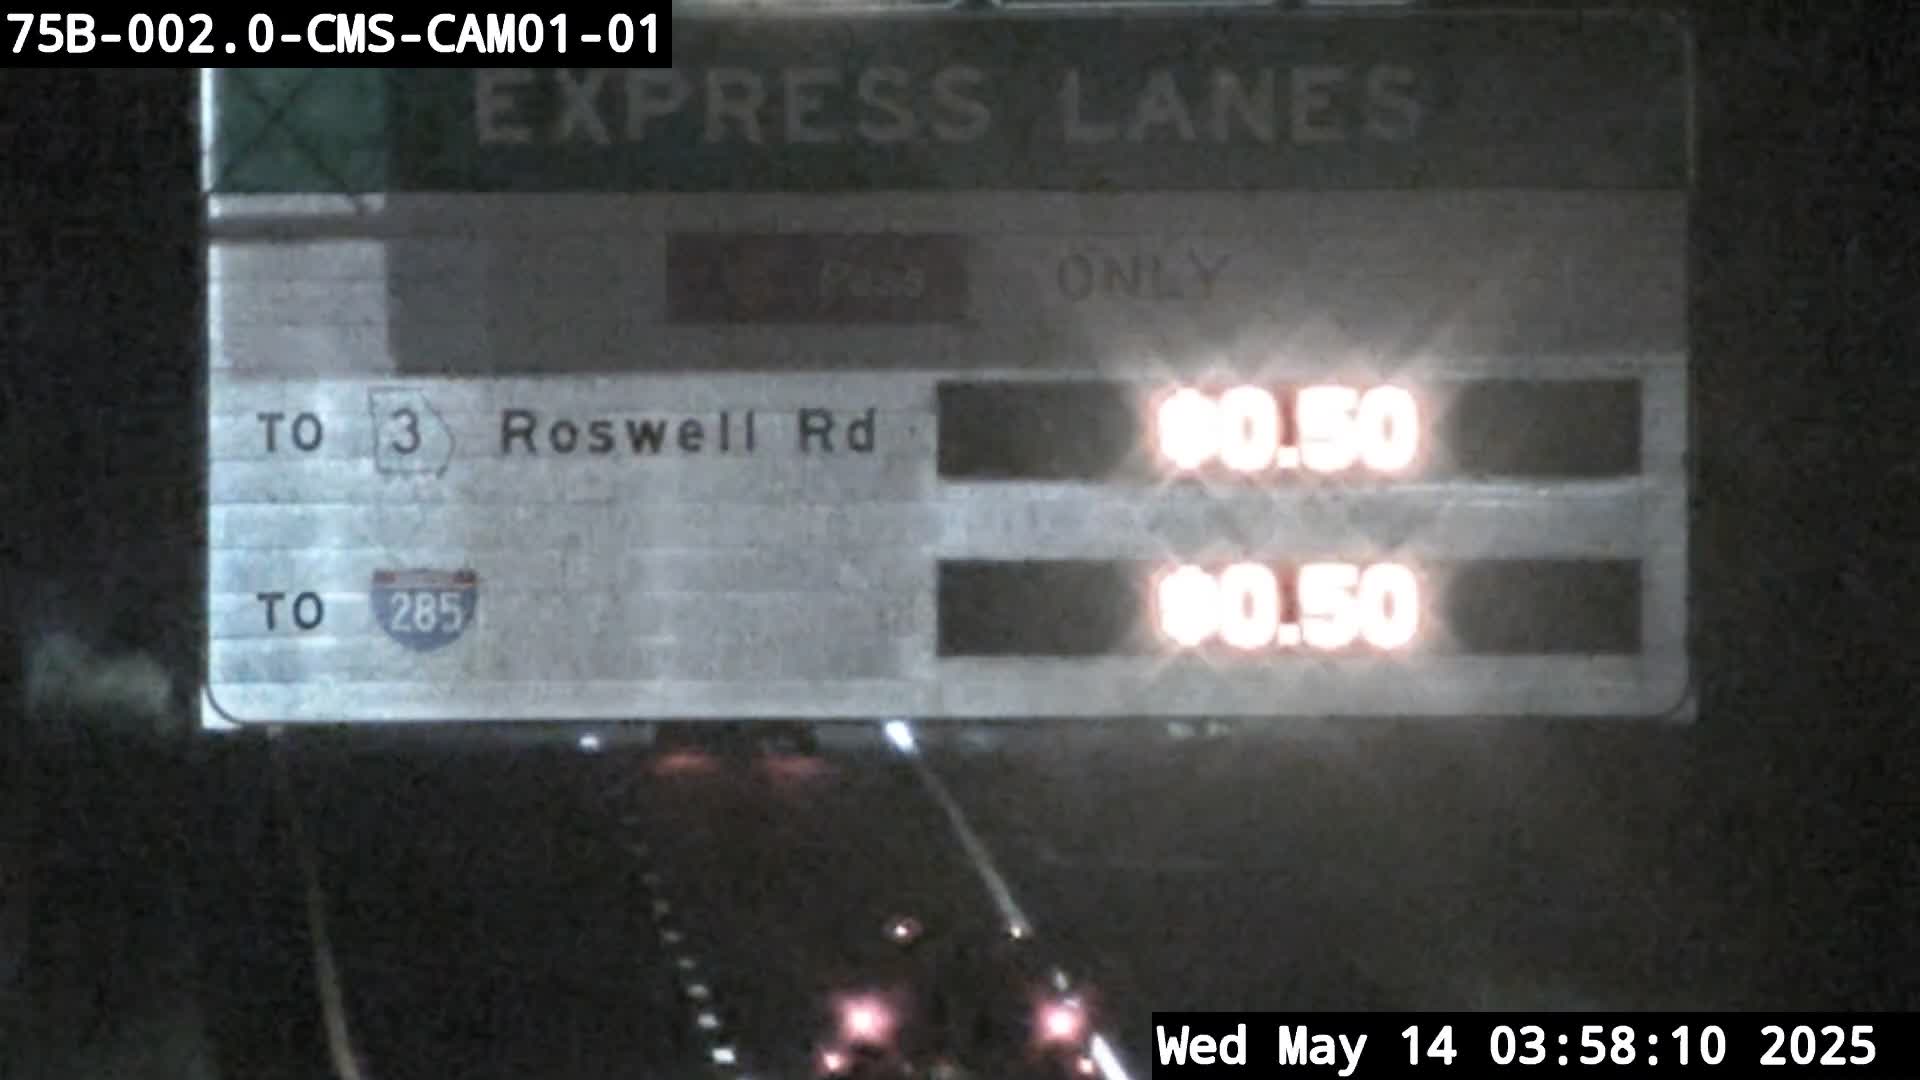 75B-002.0-CMS-CAM01-01
EXPRESS LANES
Pass ONLY
TO 3 Roswell Rd $0.50
TO 285 $0.50
Wed May 14 03:58:10 2025